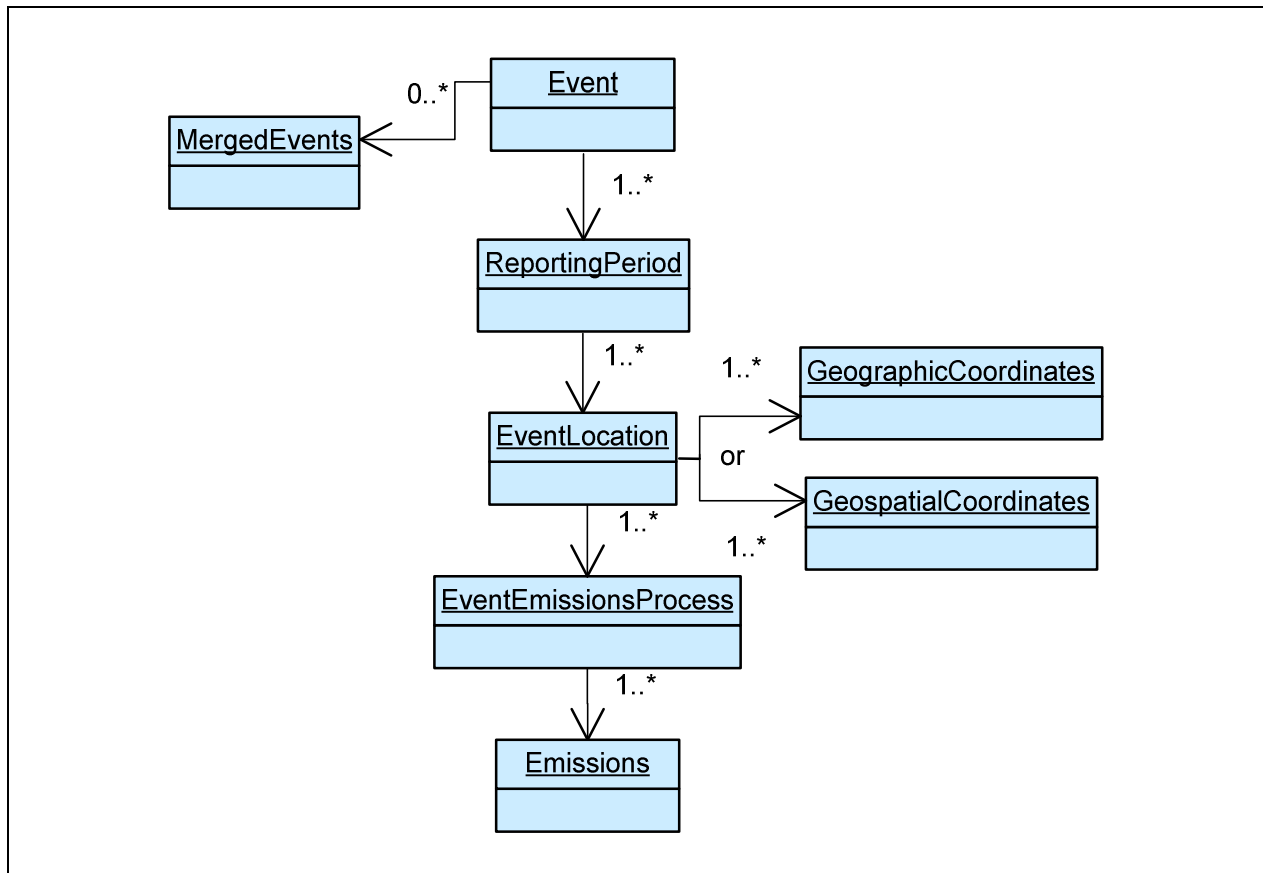 Event
0..*
MergedEvents
1..*
ReportingPeriod
1..*
1..*
GeographicCoordinates
EventLocation
or
GeospatialCoordinates
1..*
1..*
EventEmissionsProcess
1..*
Emissions